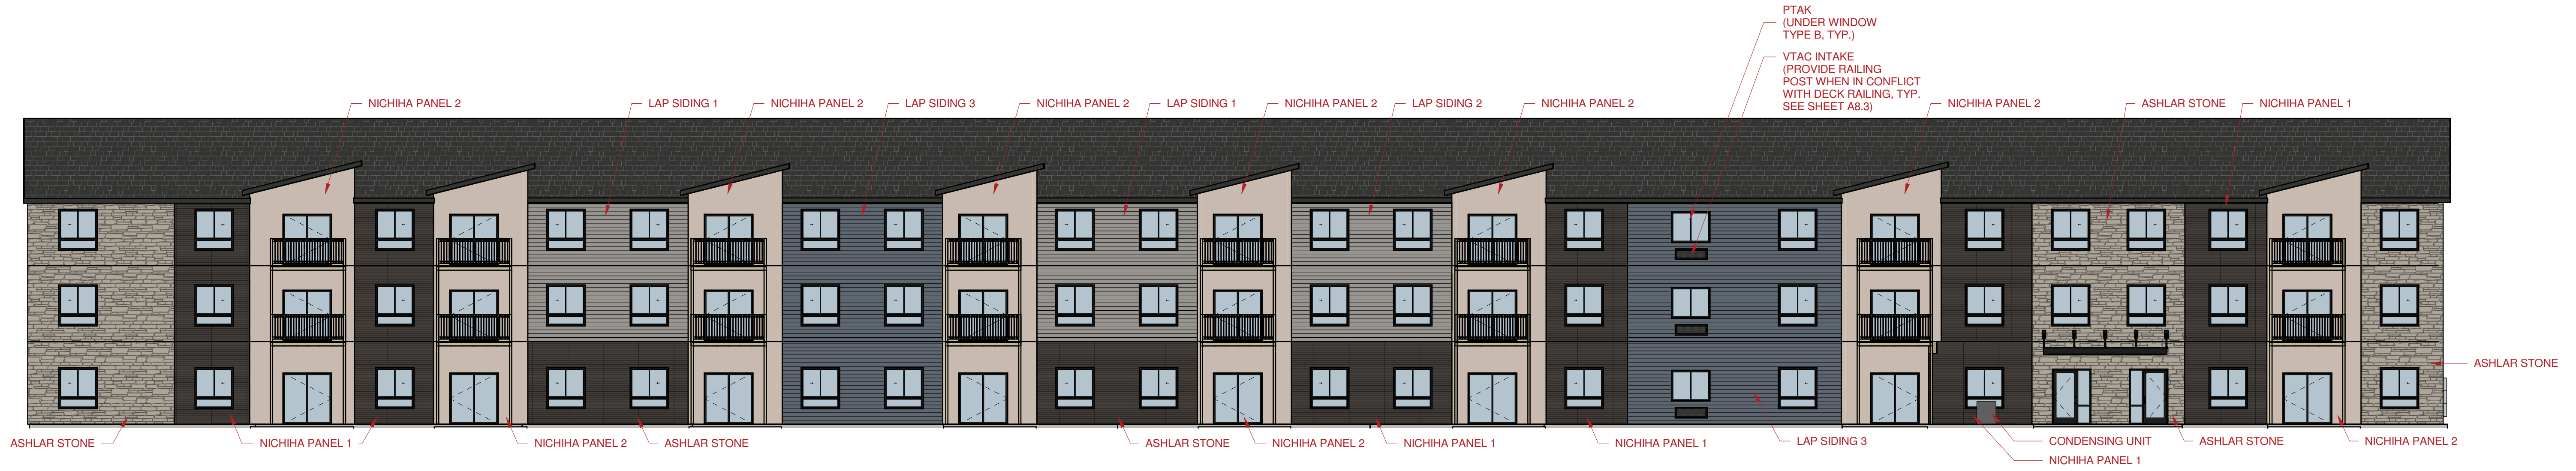 PTAK
(UNDER WINDOW
TYPE B, TYP.)
VTAC INTAKE
(PROVIDE RAILING
POST WHEN IN CONFLICT
WITH DECK RAILING, TYP.
SEE SHEET A8.3)
NICHIHA PANEL 2
LAP SIDING 1
NICHIHA PANEL 2
LAP SIDING 3
NICHIHA PANEL 2
LAP SIDING 1
NICHIHA PANEL 2
LAP SIDING 2
NICHIHA PANEL 2
NICHIHA PANEL 2
ASHLAR STONE
NICHIHA PANEL 1
ASHLAR STONE
ASHLAR STONE
NICHIHA PANEL 1
NICHIHA PANEL 2
ASHLAR STONE
ASHLAR STONE
NICHIHA PANEL 2
NICHIHA PANEL 1
NICHIHA PANEL 1
LAP SIDING 3
CONDENSING UNIT
ASHLAR STONE
NICHIHA PANEL 2
NICHIHA PANEL 1